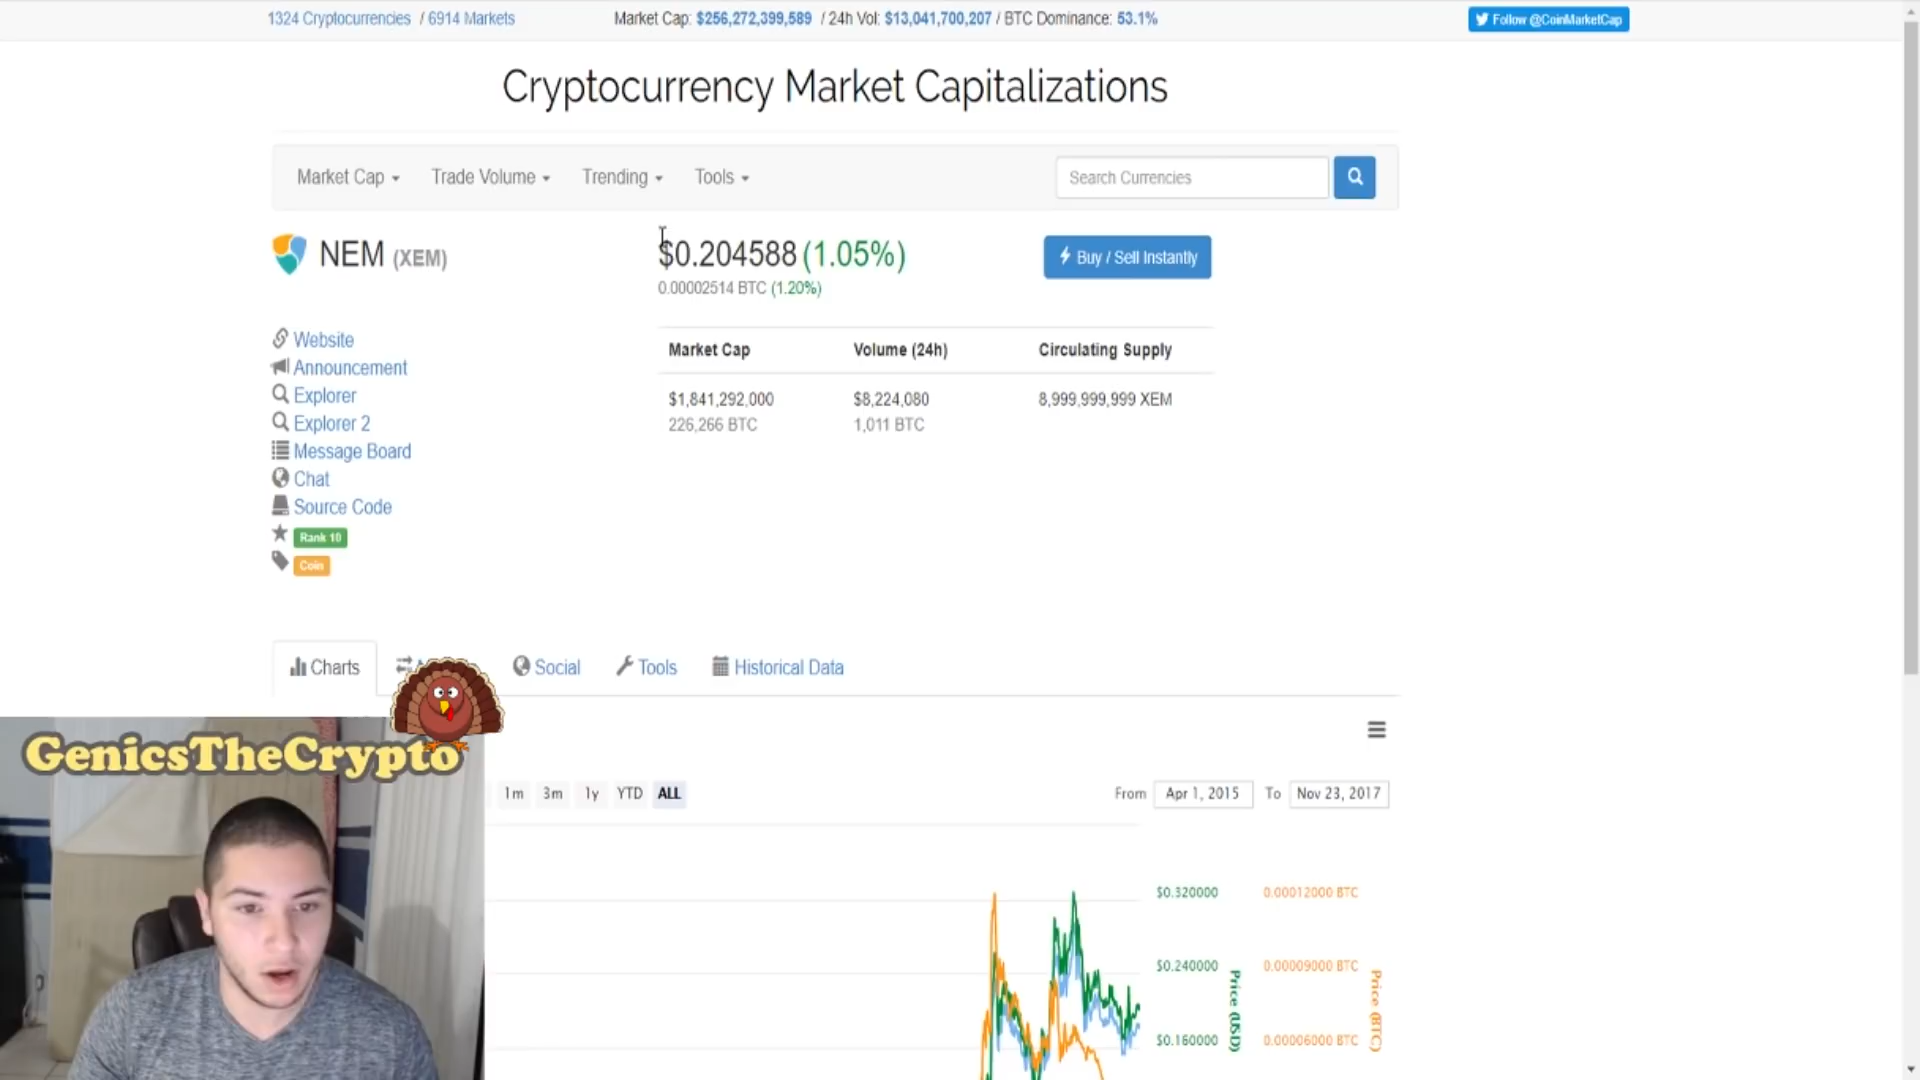 1324 Cryptocurrencies / 6914 Markets
Market Cap: $256,272,399,589 / 24h Vol: $13,041,700,207 / BTC Dominance: 53.1%
Follow @CoinMarketCap
Cryptocurrency Market Capitalizations
Market Cap Trade Volume Trending Tools
Search Currencies
NEM (XEM)
$0.204588 (1.05%)
0.00002514 BTC (1.20%)
Buy / Sell Instantly
Website
Announcement
Explorer
Explorer 2
Message Board
Chat
Source Code
Rank 10
Coin
Market Cap Volume (24h) Circulating Supply
$1,841,292,000 $8,224,080 8,999,999,999 XEM
226,266 BTC 1,011 BTC
Charts Social Tools Historical Data
GenicsTheCrypto
1m 3m 1y YTD ALL
From Apr 1, 2015 To Nov 23, 2017
$0.320000 0.00012000 BTC
$0.240000 0.00009000 BTC
$0.160000 0.00006000 BTC
Price (USD)
Price (BTC)